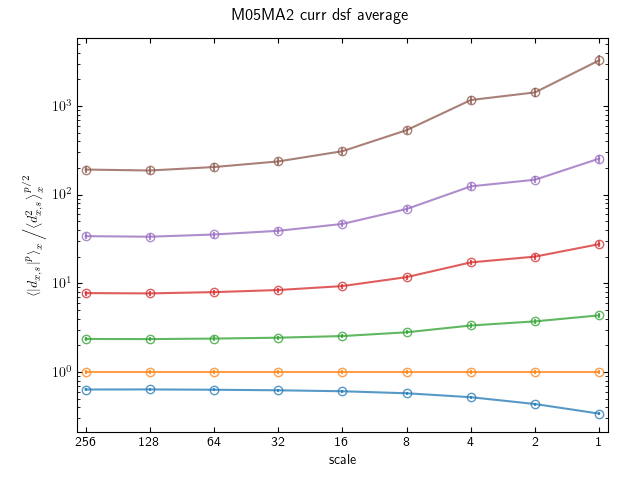 M05MA2 curr dsf average
⟨|d_{x,s}|^p⟩_x / ⟨d_{x,s}^2⟩_x^{p/2}
10^3
10^2
10^1
10^0
256 128 64 32 16 8 4 2 1
scale